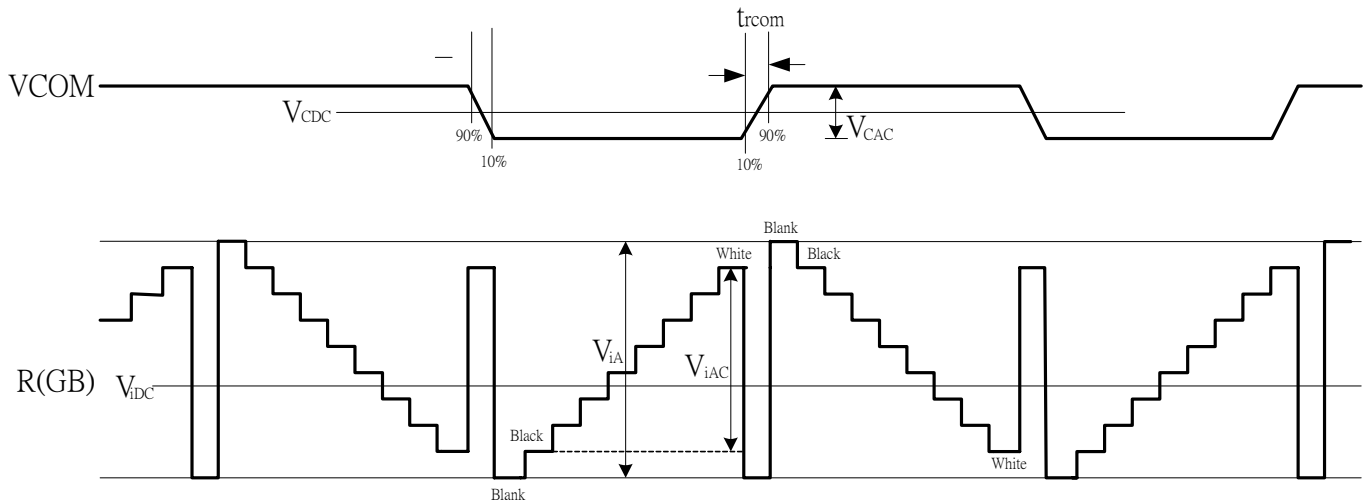 trcom
VCOM
VCDC
VCAC
90%
10%
90%
10%
Blank
White
Black
ViA
ViAC
R(GB)
ViDC
Black
White
Blank